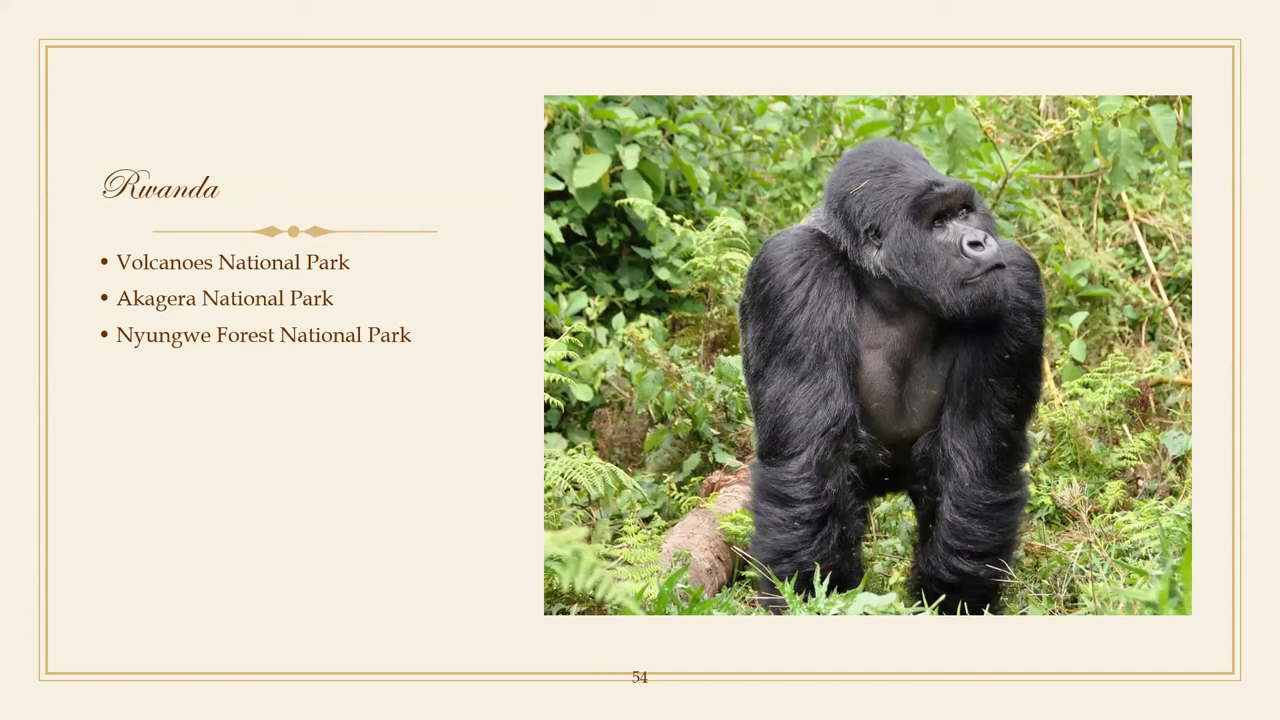 Rwanda
• Volcanoes National Park
• Akagera National Park
• Nyungwe Forest National Park
54